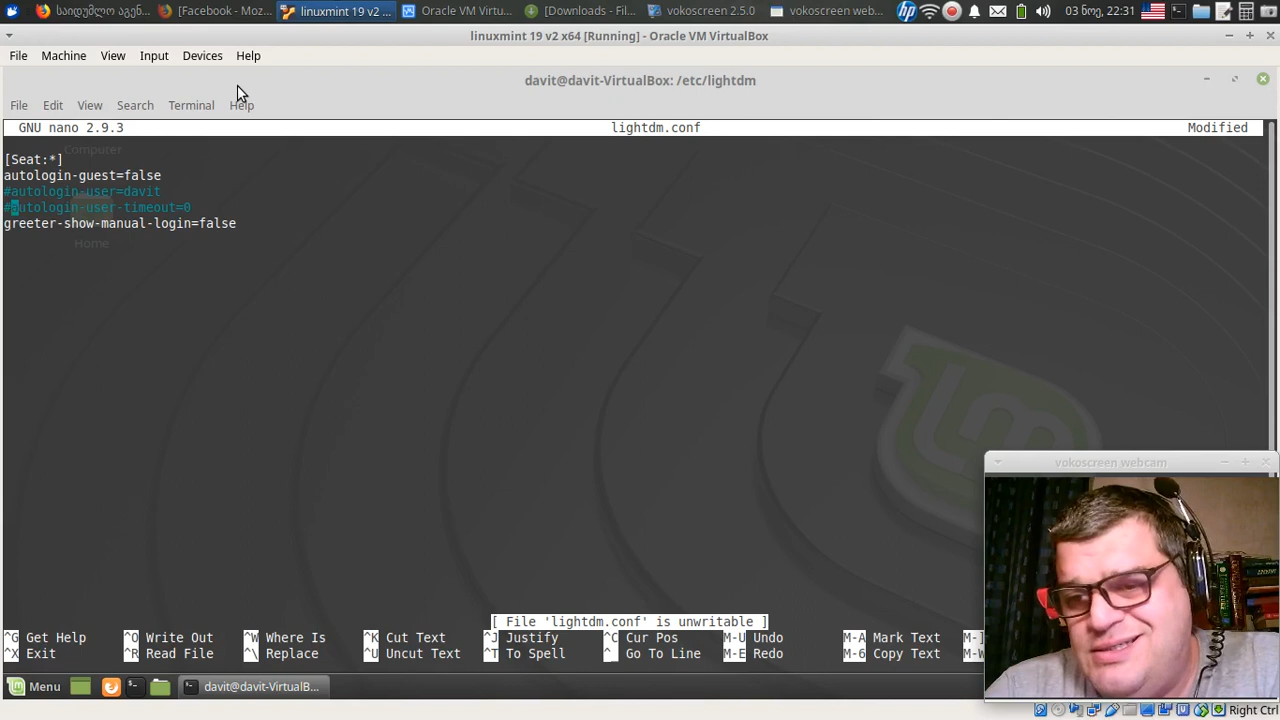 საიდუმლო აგენ...
[Facebook - Moz...
linuxmint 19 v2 ...
Oracle VM Virtu...
[Downloads - Fil...
vokoscreen 2.5.0
vokoscreen web...
03 ნოე, 22:31
linuxmint 19 v2 x64 [Running] - Oracle VM VirtualBox
File Machine View Input Devices Help
davit@davit-VirtualBox: /etc/lightdm
File Edit View Search Terminal Help
GNU nano 2.9.3 lightdm.conf Modified
Computer
[Seat:*]
autologin-guest=false
#autologin-user=davit
#autologin-user-timeout=0
greeter-show-manual-login=false
Home
vokoscreen webcam
[ File 'lightdm.conf' is unwritable ]
^G Get Help ^O Write Out ^W Where Is ^K Cut Text ^J Justify ^C Cur Pos M-U Undo M-A Mark Text M-]
^X Exit ^R Read File ^\ Replace ^U Uncut Text ^T To Spell ^_ Go To Line M-E Redo M-6 Copy Text M-W
Menu
davit@davit-VirtualB...
Right Ctrl